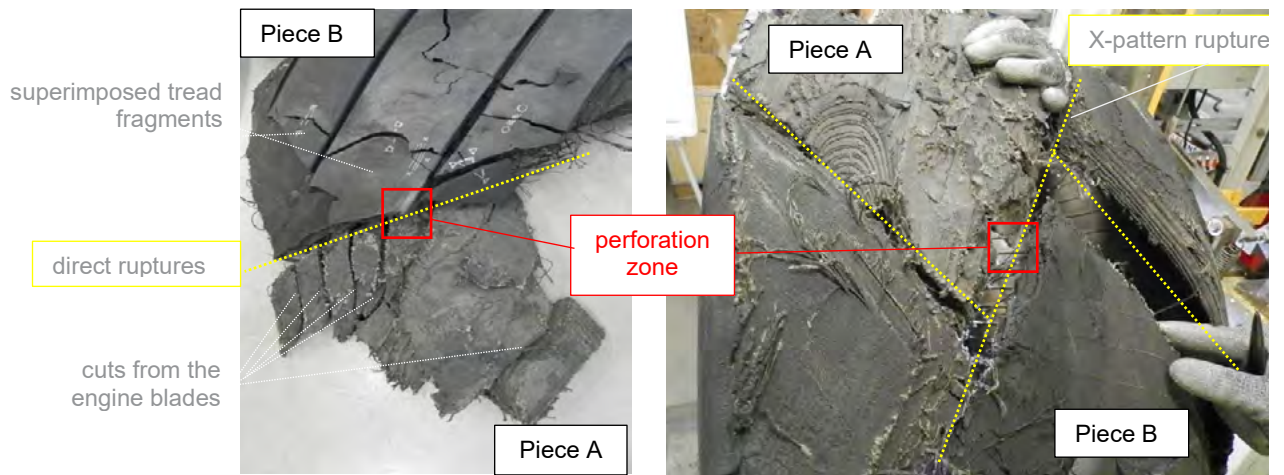 Piece B
superimposed tread
fragments
direct ruptures
cuts from the
engine blades
Piece A
perforation
zone
Piece A
X-pattern rupture
Piece B